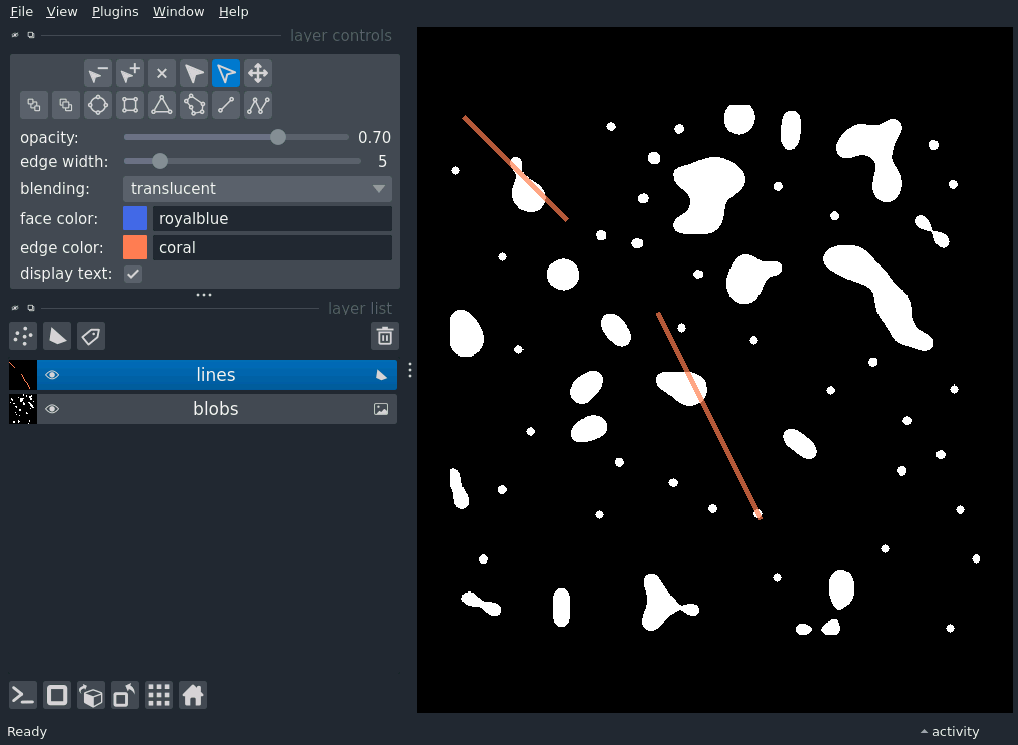 File View Plugins Window Help
layer controls
opacity: 0.70
edge width: 5
blending: translucent
face color: royalblue
edge color: coral
display text:
layer list
lines
blobs
Ready activity